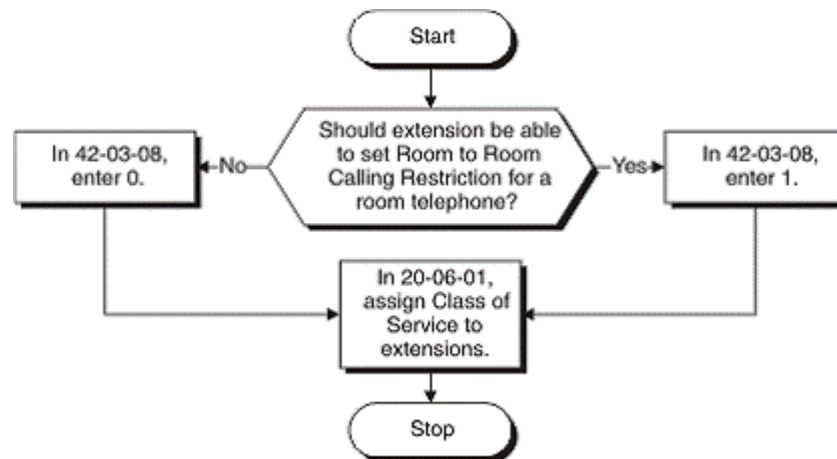 Start
Should extension be able
to set Room to Room
Calling Restriction for a
room telephone?
No
Yes
In 42-03-08,
enter 0.
In 42-03-08,
enter 1.
In 20-06-01,
assign Class of
Service to
extensions.
Stop